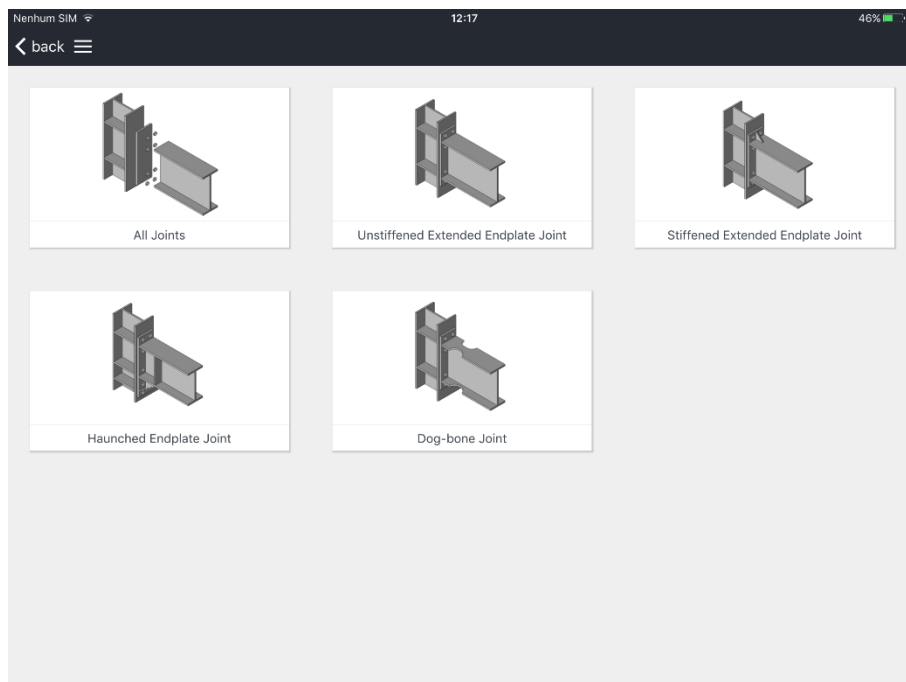 Nenhum SIM 12:17 46%
back
All Joints
Unstiffened Extended Endplate Joint
Stiffened Extended Endplate Joint
Haunched Endplate Joint
Dog-bone Joint